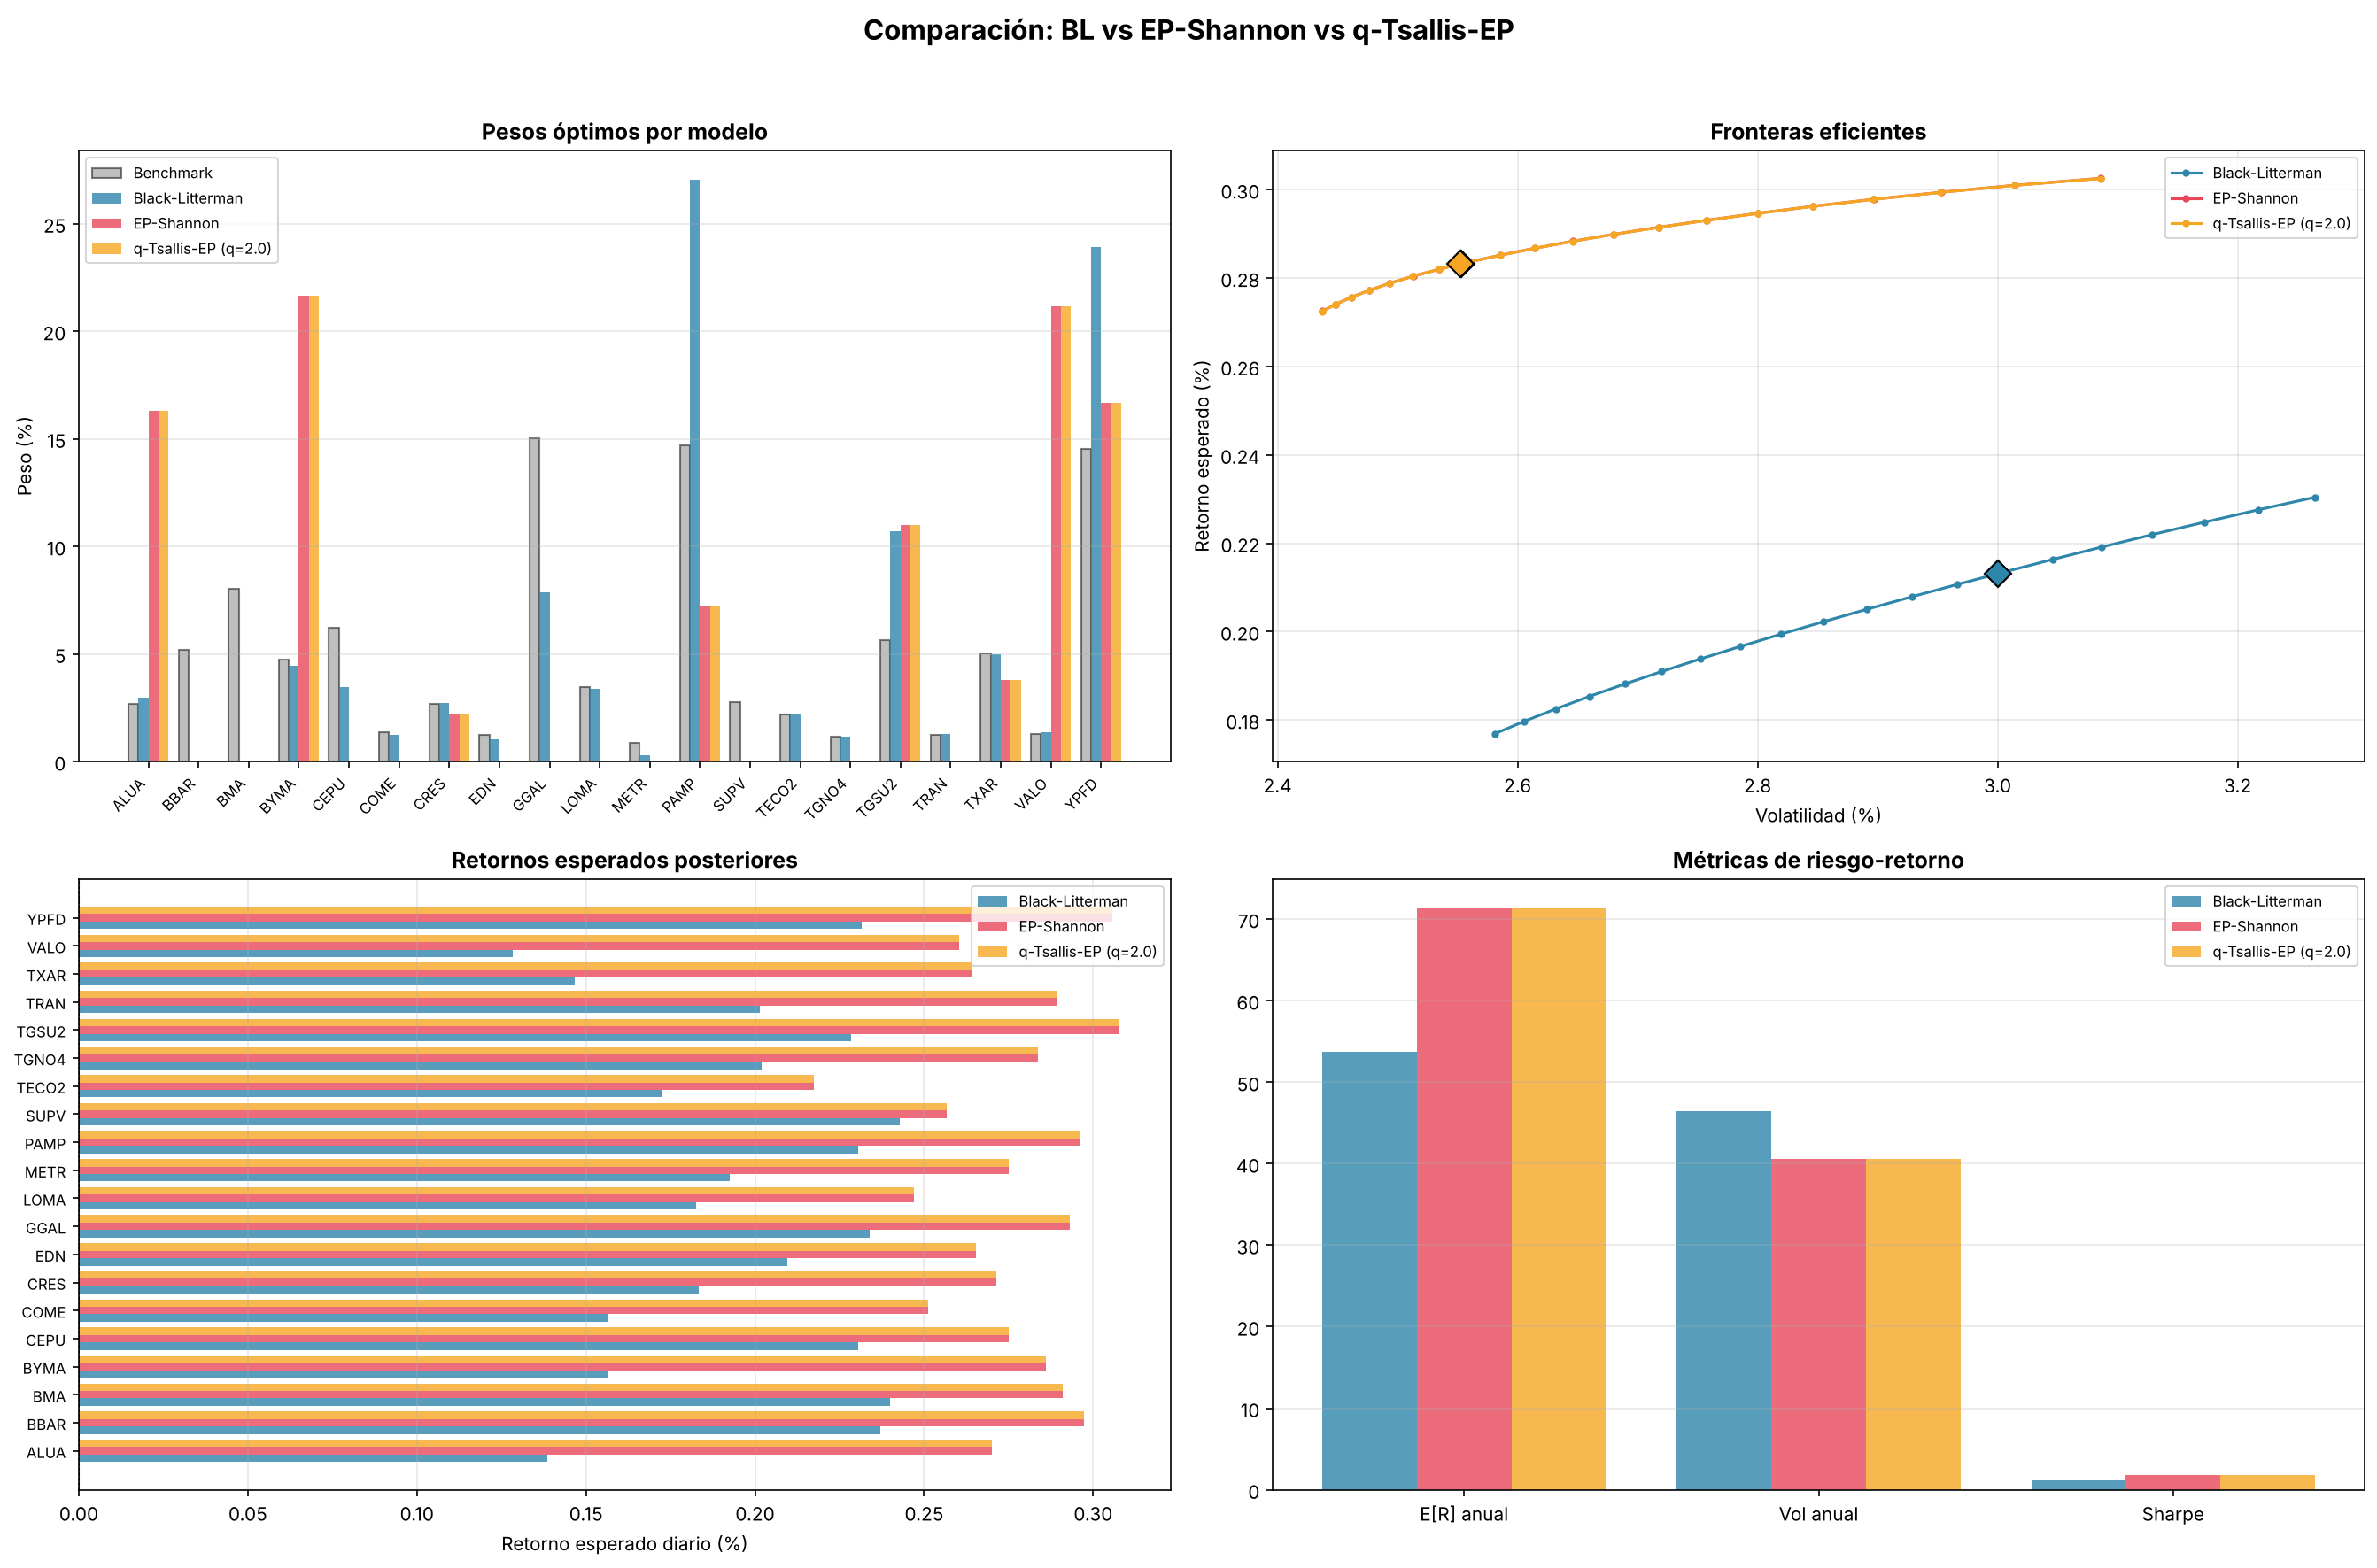 Comparación: BL vs EP-Shannon vs q-Tsallis-EP
Pesos óptimos por modelo
Benchmark
Black-Litterman
EP-Shannon
q-Tsallis-EP (q=2.0)
Peso (%)
25
20
15
10
5
0
ALUA
BBAR
BMA
BYMA
CEPU
COME
CRES
EDN
GGAL
LOMA
METR
PAMP
SUPV
TECO2
TGNO4
TGSU2
TRAN
TXAR
VALO
YPFD
Fronteras eficientes
Black-Litterman
EP-Shannon
q-Tsallis-EP (q=2.0)
Retorno esperado (%)
0.30
0.28
0.26
0.24
0.22
0.20
0.18
2.4
2.6
2.8
3.0
3.2
Volatilidad (%)
Retornos esperados posteriores
Black-Litterman
EP-Shannon
q-Tsallis-EP (q=2.0)
YPFD
VALO
TXAR
TRAN
TGSU2
TGNO4
TECO2
SUPV
PAMP
METR
LOMA
GGAL
EDN
CRES
COME
CEPU
BYMA
BMA
BBAR
ALUA
0.00
0.05
0.10
0.15
0.20
0.25
0.30
Retorno esperado diario (%)
Métricas de riesgo-retorno
Black-Litterman
EP-Shannon
q-Tsallis-EP (q=2.0)
70
60
50
40
30
20
10
0
E[R] anual
Vol anual
Sharpe